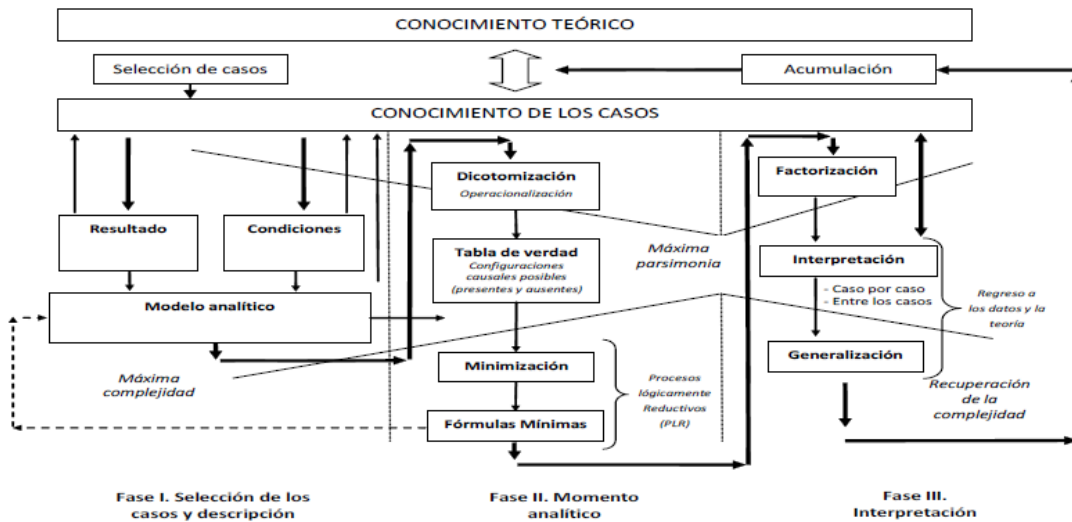 CONOCIMIENTO TEÓRICO
Selección de casos
Acumulación
CONOCIMIENTO DE LOS CASOS
Resultado
Condiciones
Modelo analítico
Máxima
complejidad
Dicotomización
Operacionalización
Tabla de verdad
Configuraciones
causales posibles
(presentes y ausentes)
Minimización
Fórmulas Mínimas
Procesos
lógicamente
Reductivos
(PLR)
Máxima
parsimonia
Factorización
Interpretación
- Caso por caso
- Entre los casos
Generalización
Regreso a
los datos y la
teoría
Recuperación
de la
complejidad
Fase I. Selección de los
casos y descripción
Fase II. Momento
analítico
Fase III.
Interpretación